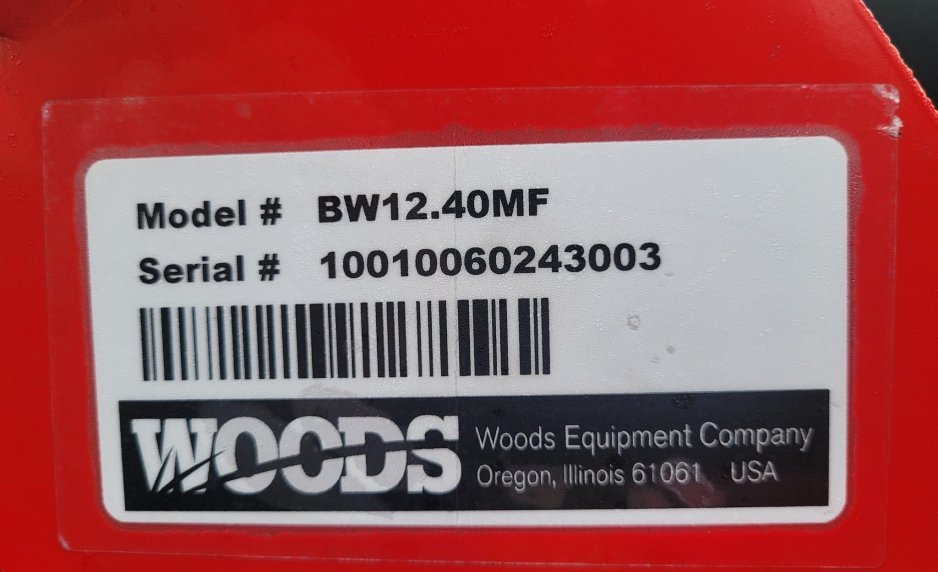 Model # BW12.40MF
Serial # 10010060243003
WOODS
Woods Equipment Company
Oregon, Illinois 61061 USA